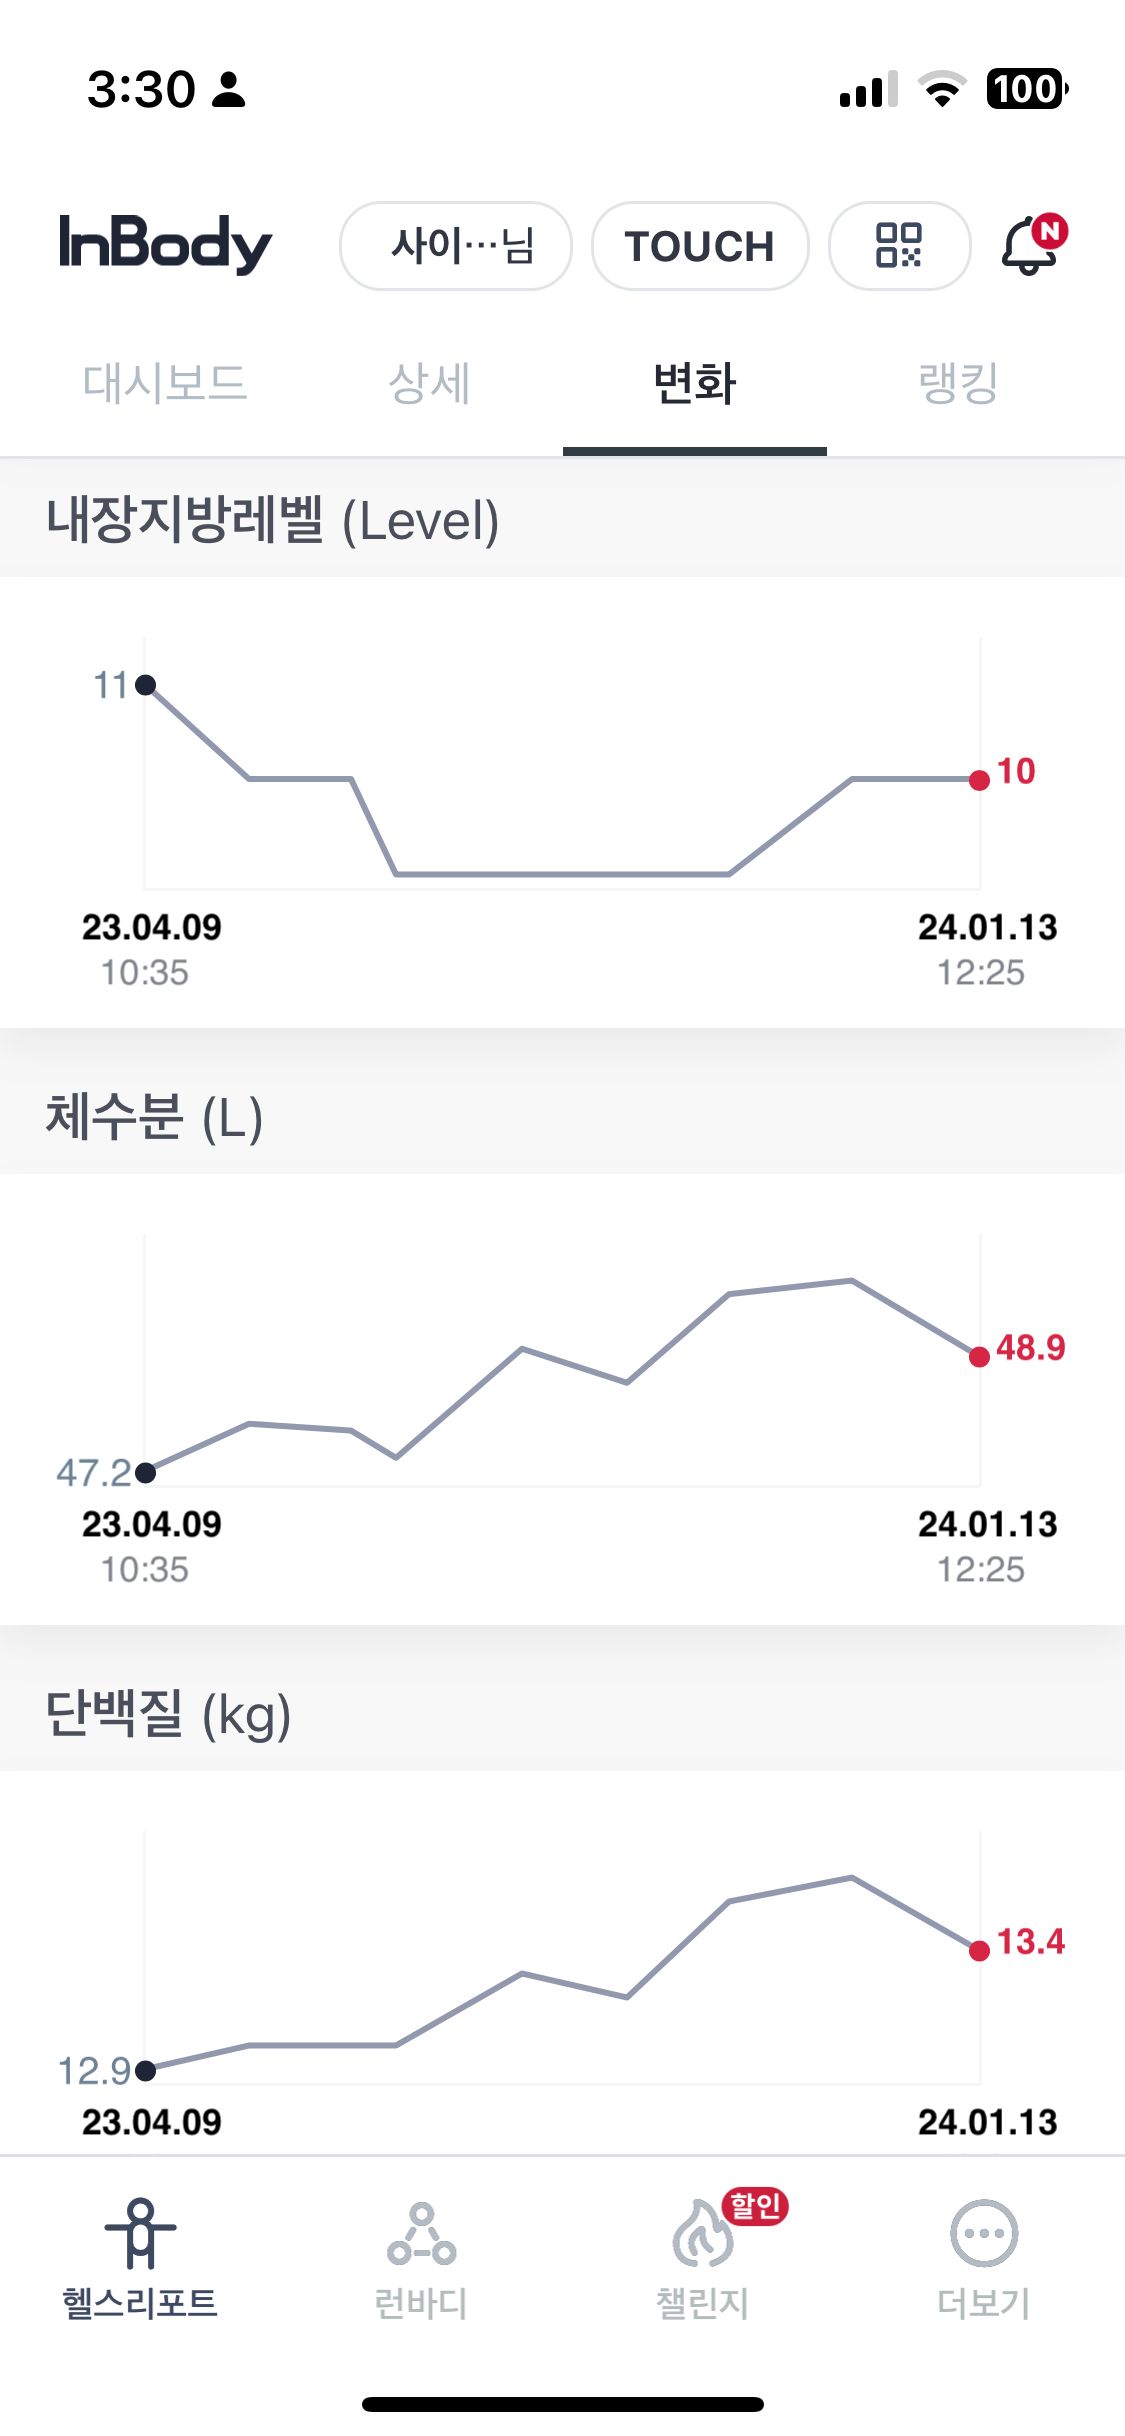 3:30
100
InBody
사이···님
TOUCH
N
대시보드
상세
변화
랭킹
내장지방레벨 (Level)
11
10
23.04.09
24.01.13
10:35
12:25
체수분 (L)
48.9
47.2
23.04.09
24.01.13
10:35
12:25
단백질 (kg)
13.4
12.9
23.04.09
24.01.13
할인
헬스리포트
런바디
챌린지
더보기